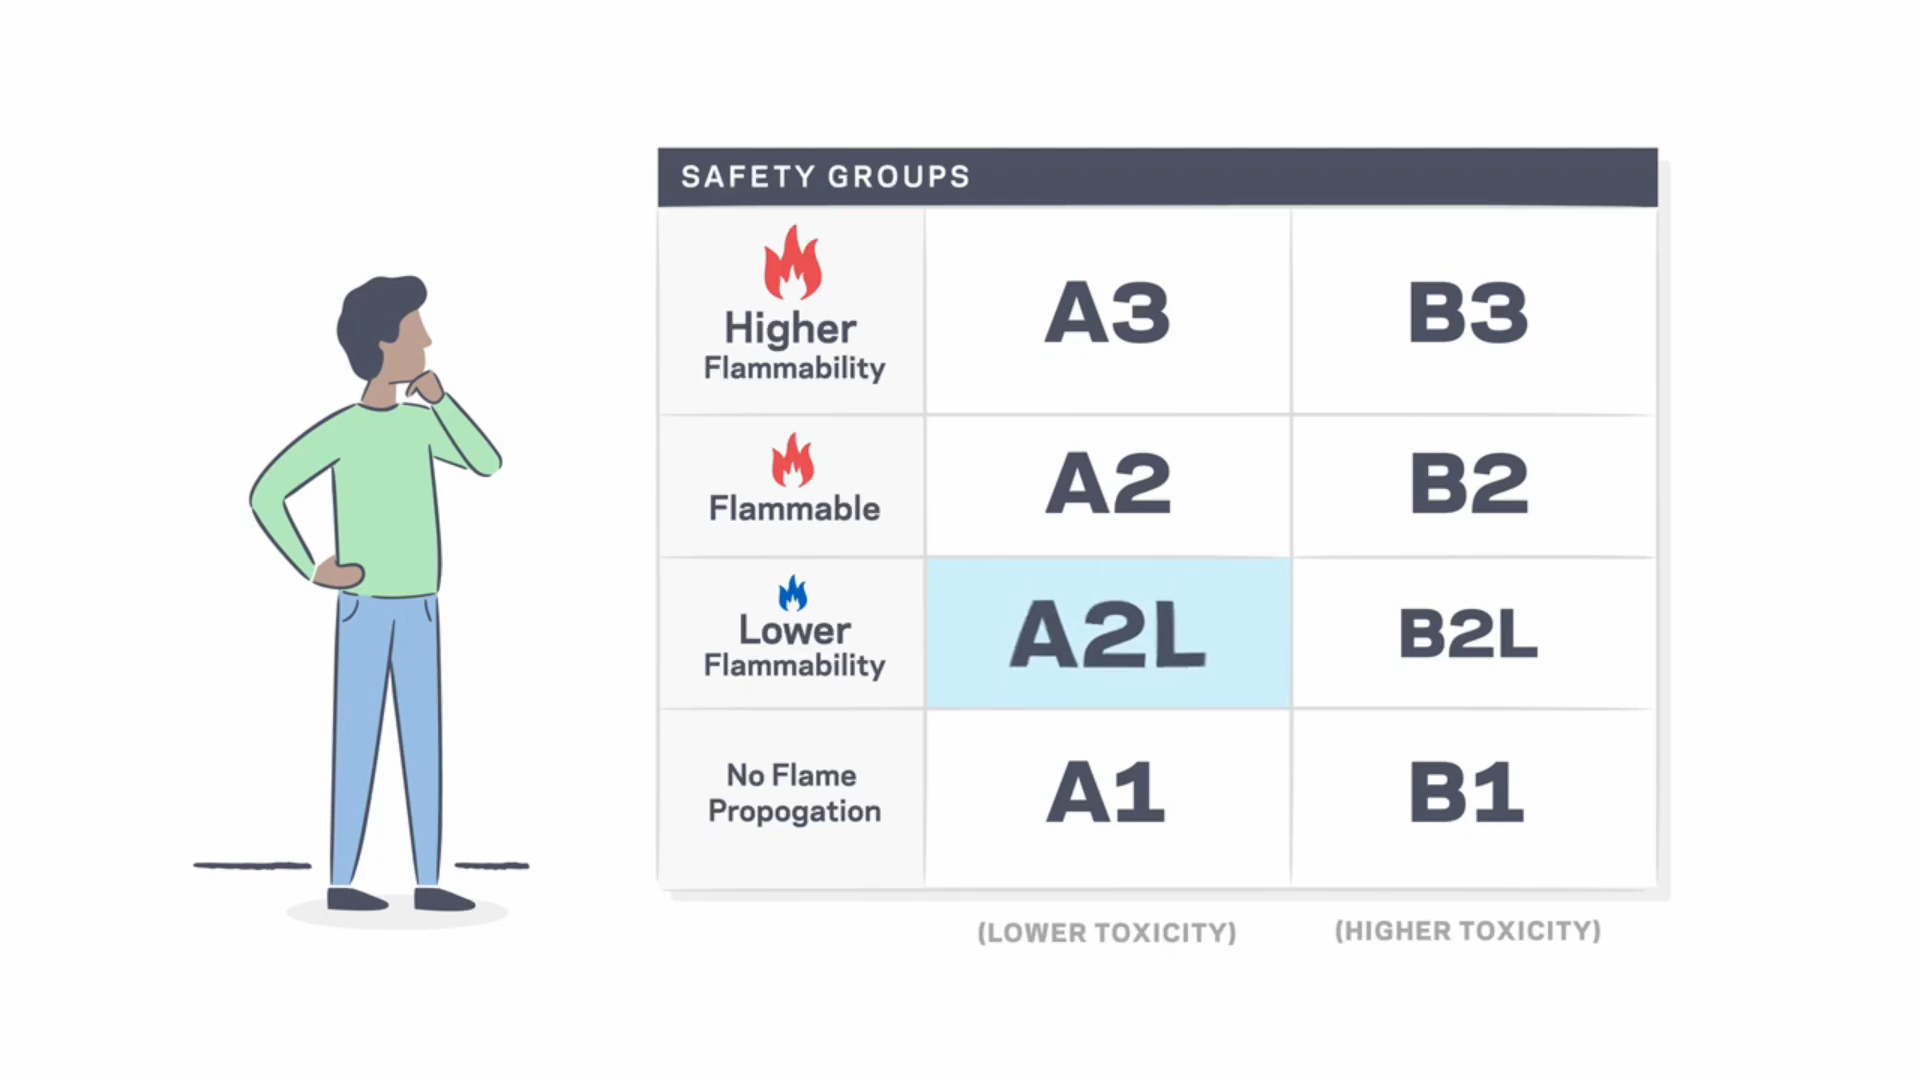 SAFETY GROUPS
Higher
Flammability
A3
B3
Flammable
A2
B2
Lower
Flammability
A2L
B2L
No Flame
Propogation
A1
B1
(LOWER TOXICITY)
(HIGHER TOXICITY)